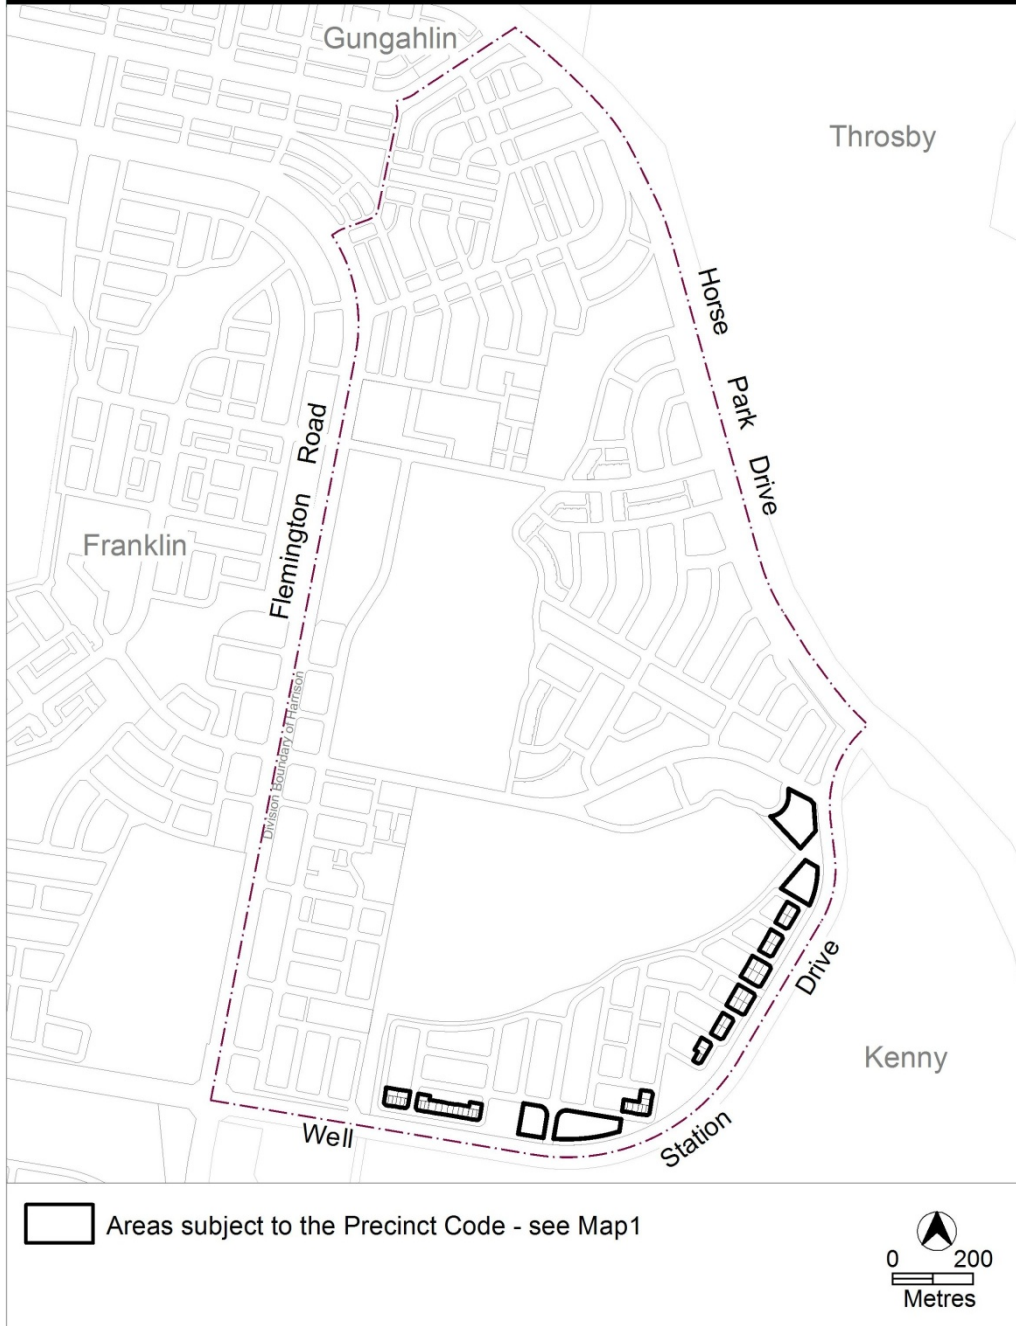 Gungahlin
Throsby
Horse Park Drive
Flemington Road
Franklin
Division Boundary of Harrison
Drive
Kenny
Well
Station
Areas subject to the Precinct Code - see Map1
0 200
Metres